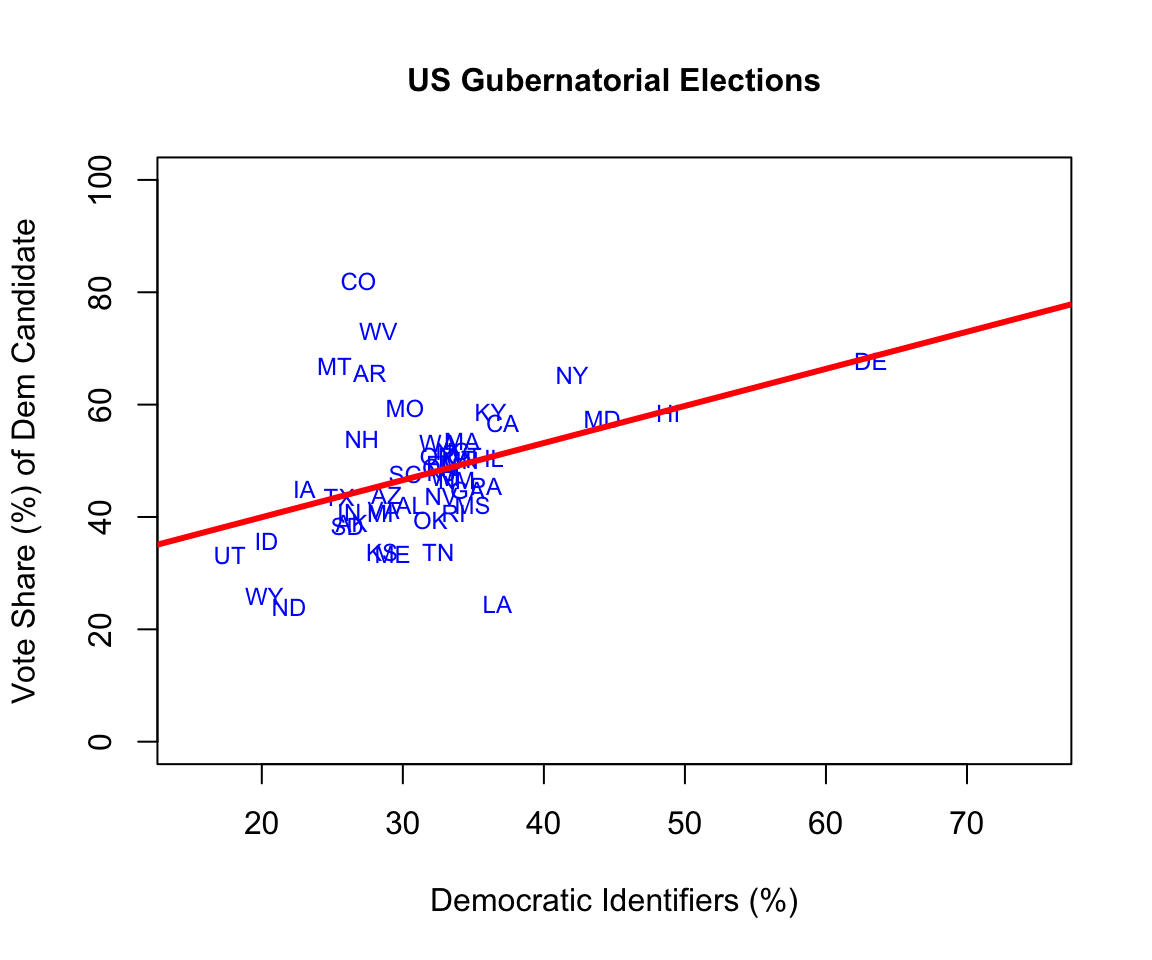 US Gubernatorial Elections
Vote Share (%) of Dem Candidate
100
80
60
40
20
0
CO
WV
MT
AR
NY
DE
MO
KY
CA
MD
HI
NH
MA
IL
SC
IA
TX
AZ
NV
GA
PA
AL
MS
IN
OK
RI
SD
AK
ID
UT
KS
ME
TN
WY
ND
LA
20 30 40 50 60 70
Democratic Identifiers (%)